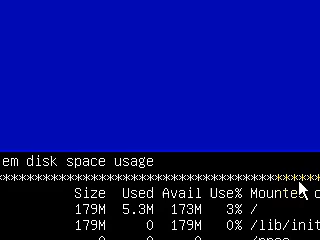 em disk space usage
****************************************
Size Used Avail Use% Mounted o
179M 5.3M 173M 3% /
179M 0 179M 0% /lib/init